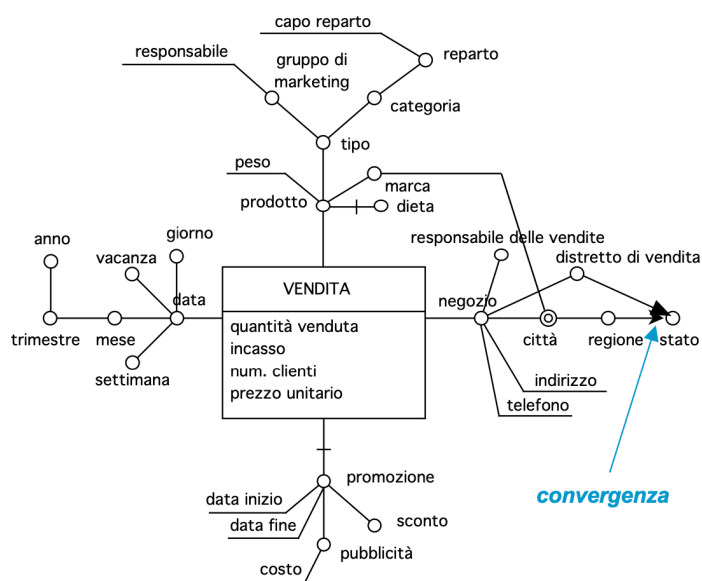 capo reparto
responsabile
gruppo di
marketing
reparto
categoria
tipo
peso
marca
prodotto
dieta
anno
vacanza
giorno
data
trimestre
mese
settimana
VENDITA
quantità venduta
incasso
num. clienti
prezzo unitario
responsabile delle vendite
distretto di vendita
negozio
città
regione
stato
indirizzo
telefono
convergenza
promozione
data inizio
data fine
sconto
pubblicità
costo